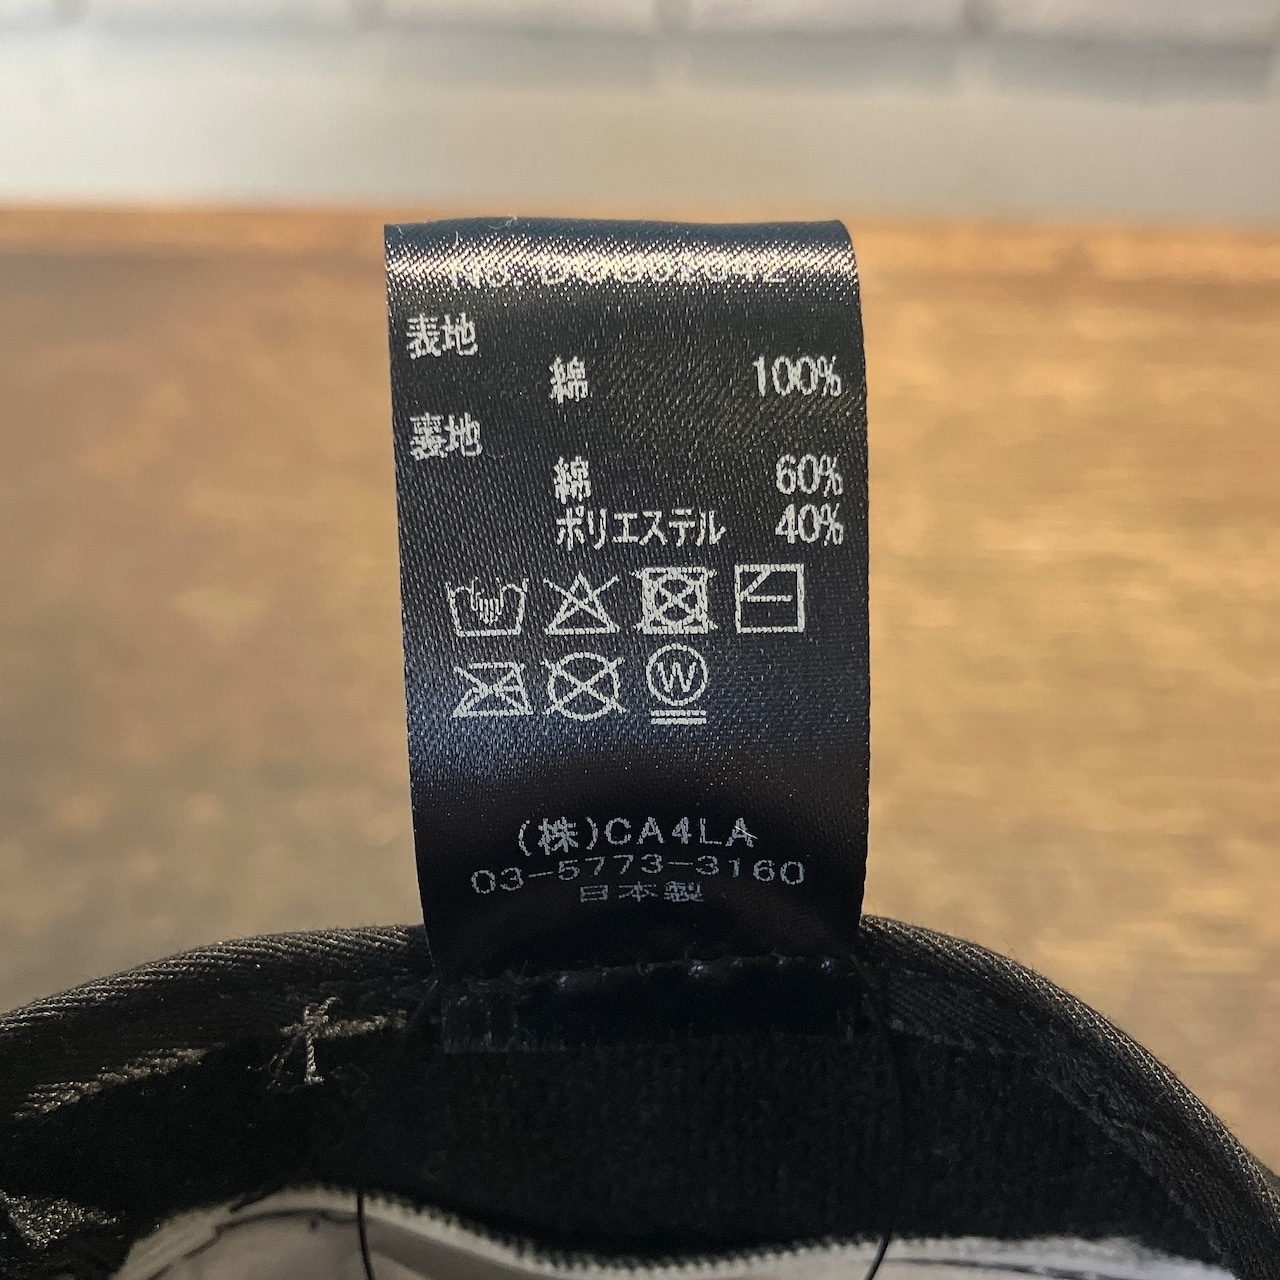 No.
表地
綿 100%
裏地
綿 60%
ポリエステル 40%
W
(株)CA4LA
03-5773-3160
日本製